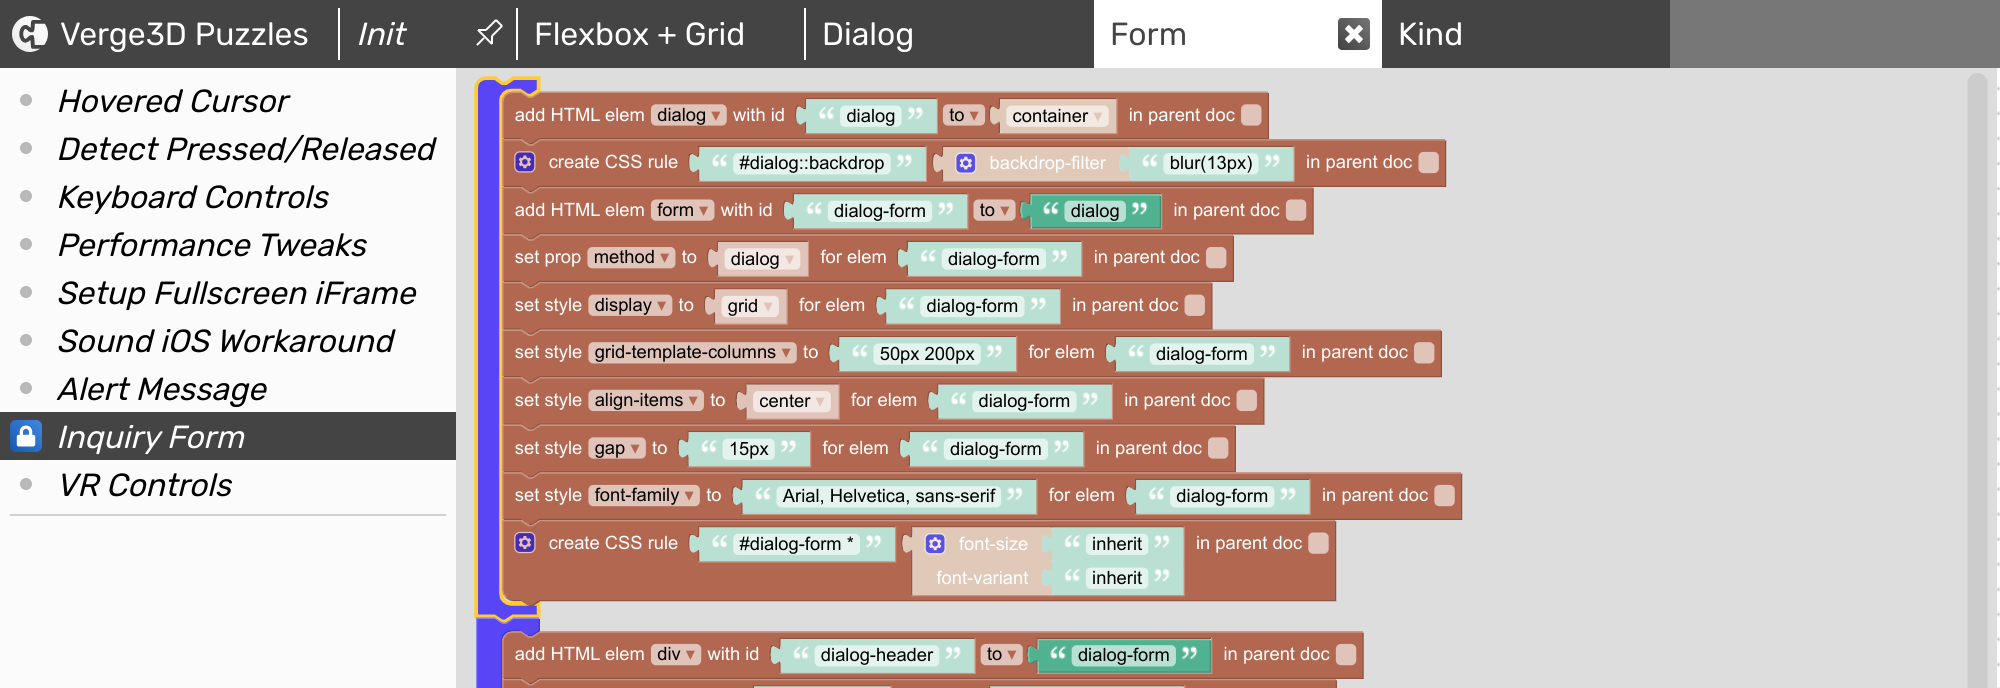 Verge3D Puzzles Init Flexbox + Grid Dialog Form Kind
Hovered Cursor
Detect Pressed/Released
Keyboard Controls
Performance Tweaks
Setup Fullscreen iFrame
Sound iOS Workaround
Alert Message
Inquiry Form
VR Controls
add HTML elem dialog ▾ with id “ dialog ” to ▾ container ▾ in parent doc
create CSS rule “ #dialog::backdrop ” backdrop-filter “ blur(13px) ” in parent doc
add HTML elem form ▾ with id “ dialog-form ” to ▾ “ dialog ” in parent doc
set prop method ▾ to dialog ▾ for elem “ dialog-form ” in parent doc
set style display ▾ to grid ▾ for elem “ dialog-form ” in parent doc
set style grid-template-columns ▾ to “ 50px 200px ” for elem “ dialog-form ” in parent doc
set style align-items ▾ to center ▾ for elem “ dialog-form ” in parent doc
set style gap ▾ to “ 15px ” for elem “ dialog-form ” in parent doc
set style font-family ▾ to “ Arial, Helvetica, sans-serif ” for elem “ dialog-form ” in parent doc
create CSS rule “ #dialog-form * ” font-size “ inherit ” in parent doc
font-variant “ inherit ”
add HTML elem div ▾ with id “ dialog-header ” to ▾ “ dialog-form ” in parent doc